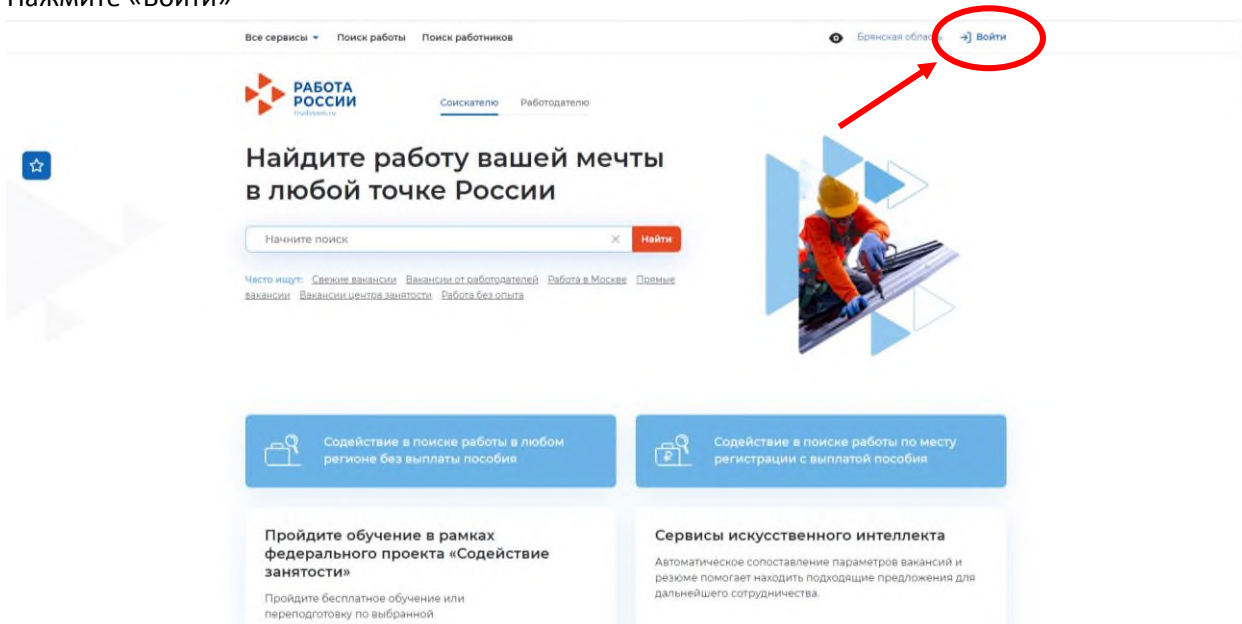 Нажмите «Войти»
Все сервисы Поиск работы Поиск работников Брянская область Войти
РАБОТА
РОССИИ
trudvsem.ru
Соискателю Работодателю
Найдите работу вашей мечты
в любой точке России
Начните поиск Найти
Часто ищут: Свежие вакансии Вакансии от работодателей Работа в Москве Прямые
вакансии Вакансии центров занятости Работа без опыта
Содействие в поиске работы в любом
регионе без выплаты пособия
Содействие в поиске работы по месту
регистрации с выплатой пособия
Пройдите обучение в рамках
федерального проекта «Содействие
занятости»
Пройдите бесплатное обучение или
переподготовку по выбранной
Сервисы искусственного интеллекта
Автоматическое сопоставление параметров вакансий и
резюме помогает находить подходящие предложения для
дальнейшего сотрудничества.